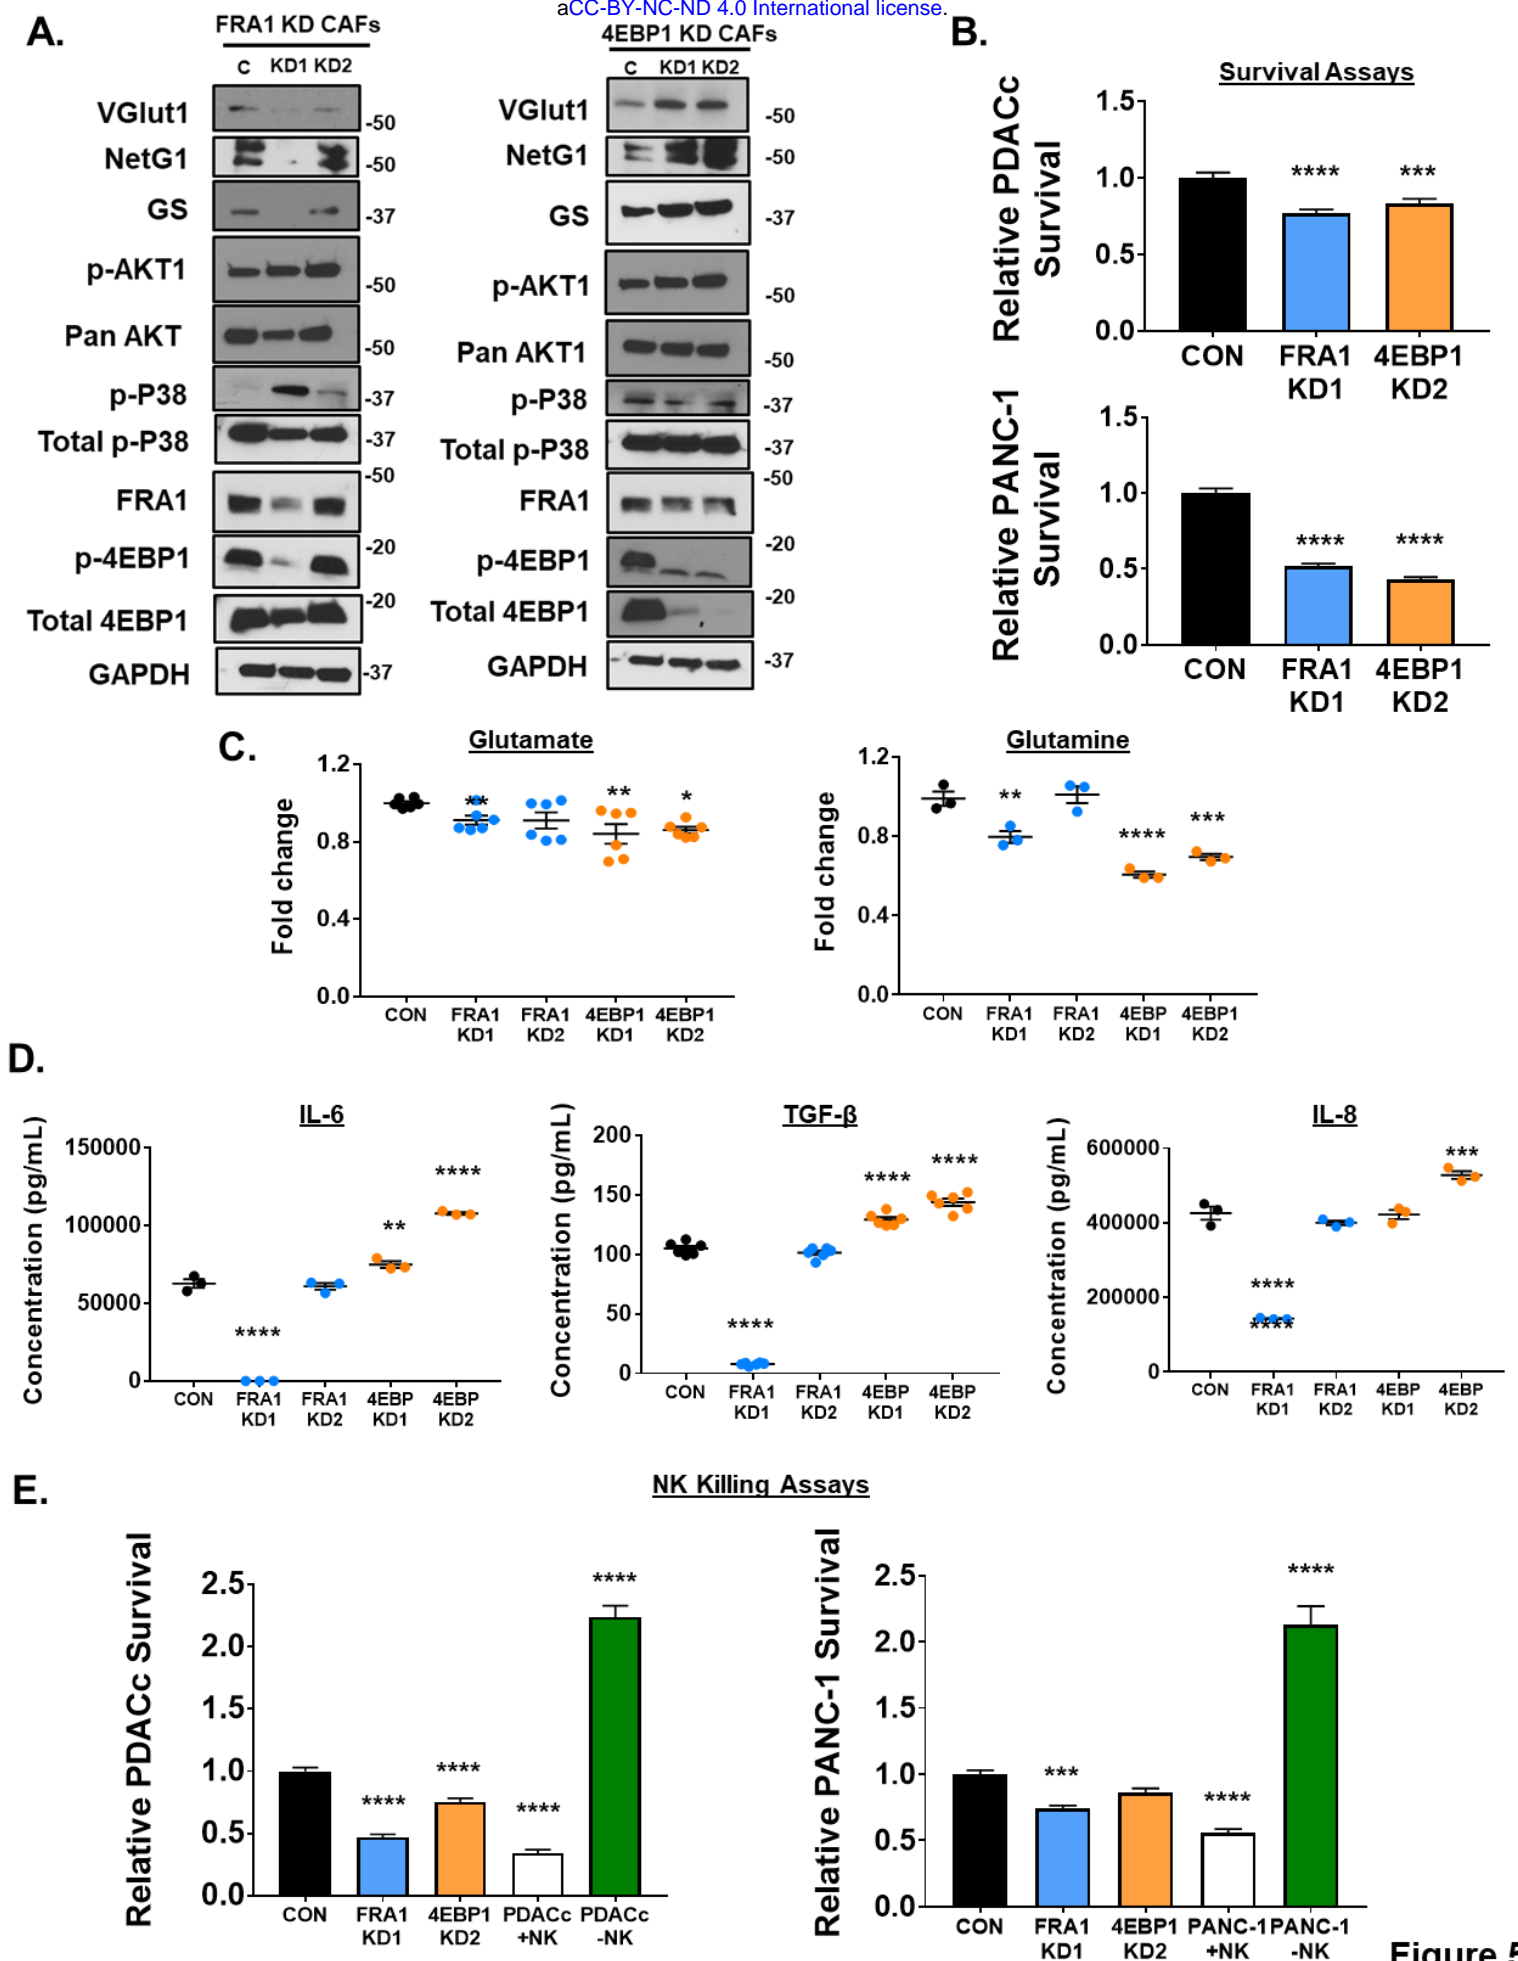 aCC-BY-NC-ND 4.0 International license.
A.
FRA1 KD CAFs
C KD1 KD2
VGlut1
-50
NetG1
-50
GS
-37
p-AKT1
-50
Pan AKT
-50
p-P38
-37
Total p-P38
-37
-50
FRA1
p-4EBP1
-20
Total 4EBP1
-20
GAPDH
-37
4EBP1 KD CAFs
C KD1 KD2
VGlut1
-50
NetG1
-50
GS
-37
p-AKT1
-50
Pan AKT1
-50
p-P38
-37
Total p-P38
-37
-50
FRA1
p-4EBP1
-20
Total 4EBP1
-20
GAPDH
-37
B.
Survival Assays
Relative PDACc
Survival
1.5
1.0
0.5
0.0
**** ***
CON FRA1 4EBP1
KD1 KD2
Relative PANC-1
Survival
1.5
1.0
0.5
0.0
**** ****
CON FRA1 4EBP1
KD1 KD2
C.
Glutamate
Fold change
1.2
0.8
0.4
0.0
** ** *
CON FRA1 FRA1 4EBP1 4EBP1
KD1 KD2 KD1 KD2
Glutamine
Fold change
1.2
0.8
0.4
0.0
** **** ***
CON FRA1 FRA1 4EBP 4EBP1
KD1 KD2 KD1 KD2
D.
IL-6
Concentration (pg/mL)
150000
100000
50000
0
**** ** ****
CON FRA1 FRA1 4EBP 4EBP
KD1 KD2 KD1 KD2
TGF-β
Concentration (pg/mL)
200
150
100
50
0
**** **** ****
CON FRA1 FRA1 4EBP 4EBP
KD1 KD2 KD1 KD2
IL-8
Concentration (pg/mL)
600000
400000
200000
0
***
****
****
CON FRA1 FRA1 4EBP 4EBP
KD1 KD2 KD1 KD2
E.
NK Killing Assays
Relative PDACc Survival
2.5
2.0
1.5
1.0
0.5
0.0
**** **** **** ****
CON FRA1 4EBP1 PDACc PDACc
KD1 KD2 +NK -NK
Relative PANC-1 Survival
2.5
2.0
1.5
1.0
0.5
0.0
*** **** ****
CON FRA1 4EBP1 PANC-1 PANC-1
KD1 KD2 +NK -NK
Figure 5